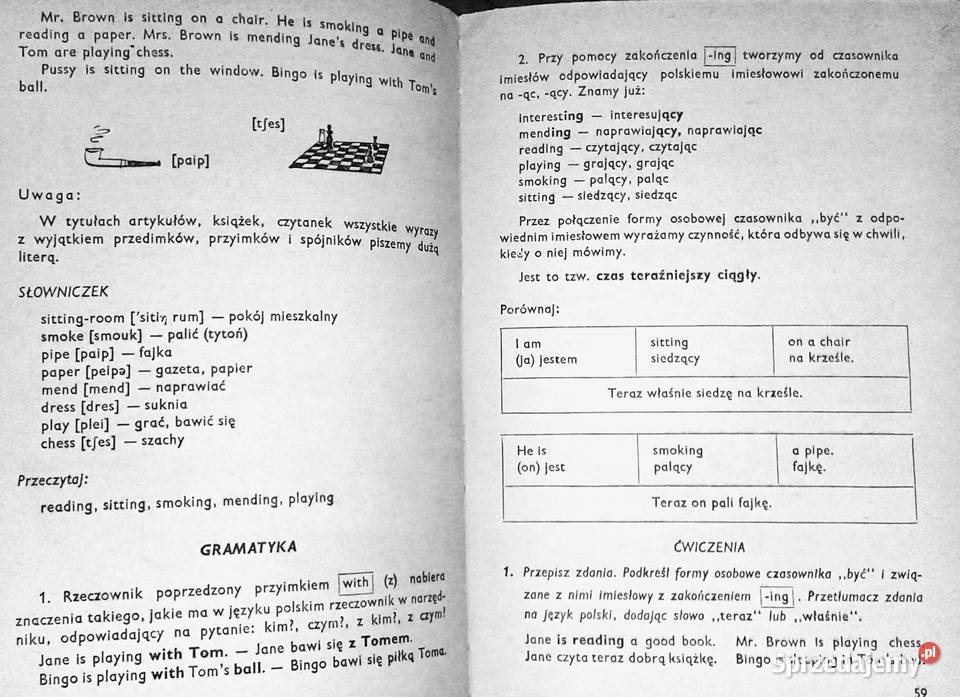 Mr. Brown is sitting on a chair. He is smoking a pipe and
reading a paper. Mrs. Brown is mending Jane's dress. Jane and
Tom are playing chess.
Pussy is sitting on the window. Bingo is playing with Tom's
ball.
[tʃes]
[paip]
Uwaga:
W tytułach artykułów, książek, czytanek wszystkie wyrazy
z wyjątkiem przedimków, przyimków i spójników piszemy dużą
literą.
SŁOWNICZEK
sitting-room ['sitiŋ rum] — pokój mieszkalny
smoke [smouk] — palić (tytoń)
pipe [paip] — fajka
paper [peipə] — gazeta, papier
mend [mend] — naprawiać
dress [dres] — suknia
play [plei] — grać, bawić się
chess [tʃes] — szachy
Przeczytaj:
reading, sitting, smoking, mending, playing
GRAMATYKA
1. Rzeczownik poprzedzony przyimkiem with (z) nabiera
znaczenia takiego, jakie ma w języku polskim rzeczownik w narzęd-
niku, odpowiadający na pytanie: kim?, czym?, z kim?, z czym?
Jane is playing with Tom. — Jane bawi się z Tomem.
Bingo is playing with Tom's ball. — Bingo bawi się piłką Toma.
2. Przy pomocy zakończenia -ing tworzymy od czasownika
imiesłów odpowiadający polskiemu imiesłowowi zakończonemu
na -ąc, -ący. Znamy już:
interesting — interesujący
mending — naprawiający, naprawiając
reading — czytający, czytając
playing — grający, grając
smoking — palący, paląc
sitting — siedzący, siedząc
Przez połączenie formy osobowej czasownika „być" z odpo-
wiednim imiesłowem wyrażamy czynność, która odbywa się w chwili,
kiedy o niej mówimy.
Jest to tzw. czas teraźniejszy ciągły.
Porównaj:
I am sitting on a chair
(ja) jestem siedzący na krześle.
Teraz właśnie siedzę na krześle.
He is smoking a pipe.
(on) jest palący fajkę.
Teraz on pali fajkę.
ĆWICZENIA
1. Przepisz zdania. Podkreśl formy osobowe czasownika „być" i zwią-
zane z nimi imiesłowy z zakończeniem -ing. Przetłumacz zdania
na język polski, dodając słowo „teraz" lub „właśnie".
Jane is reading a good book. Mr. Brown is playing chess.
Jane czyta teraz dobrą książkę. Bingo
Sprzedajemy.pl
59